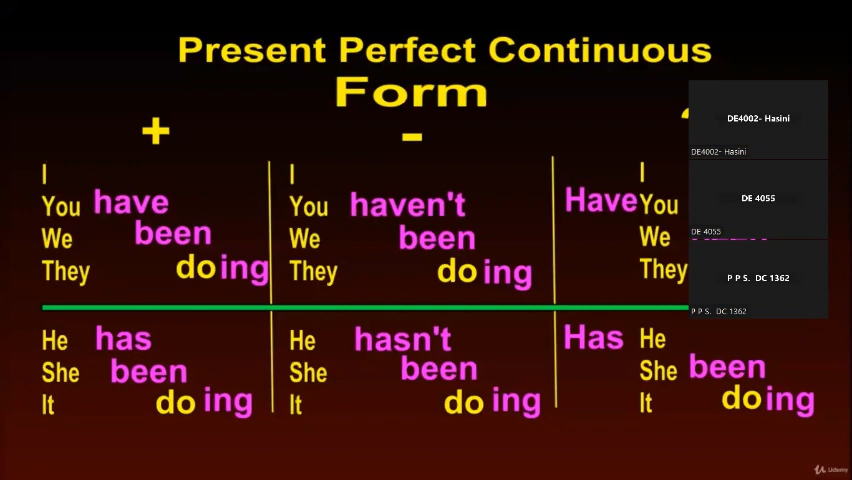 Present Perfect Continuous
Form
+
-
I
You have
We been
They doing
I
You haven't
We been
They doing
I
Have You
We
They
He has
She been
It doing
He hasn't
She been
It doing
Has He
She been
It doing
DE4002- Hasini
DE4002- Hasini
DE 4055
DE 4055
P P S. DC 1362
P P S. DC 1362
Udemy